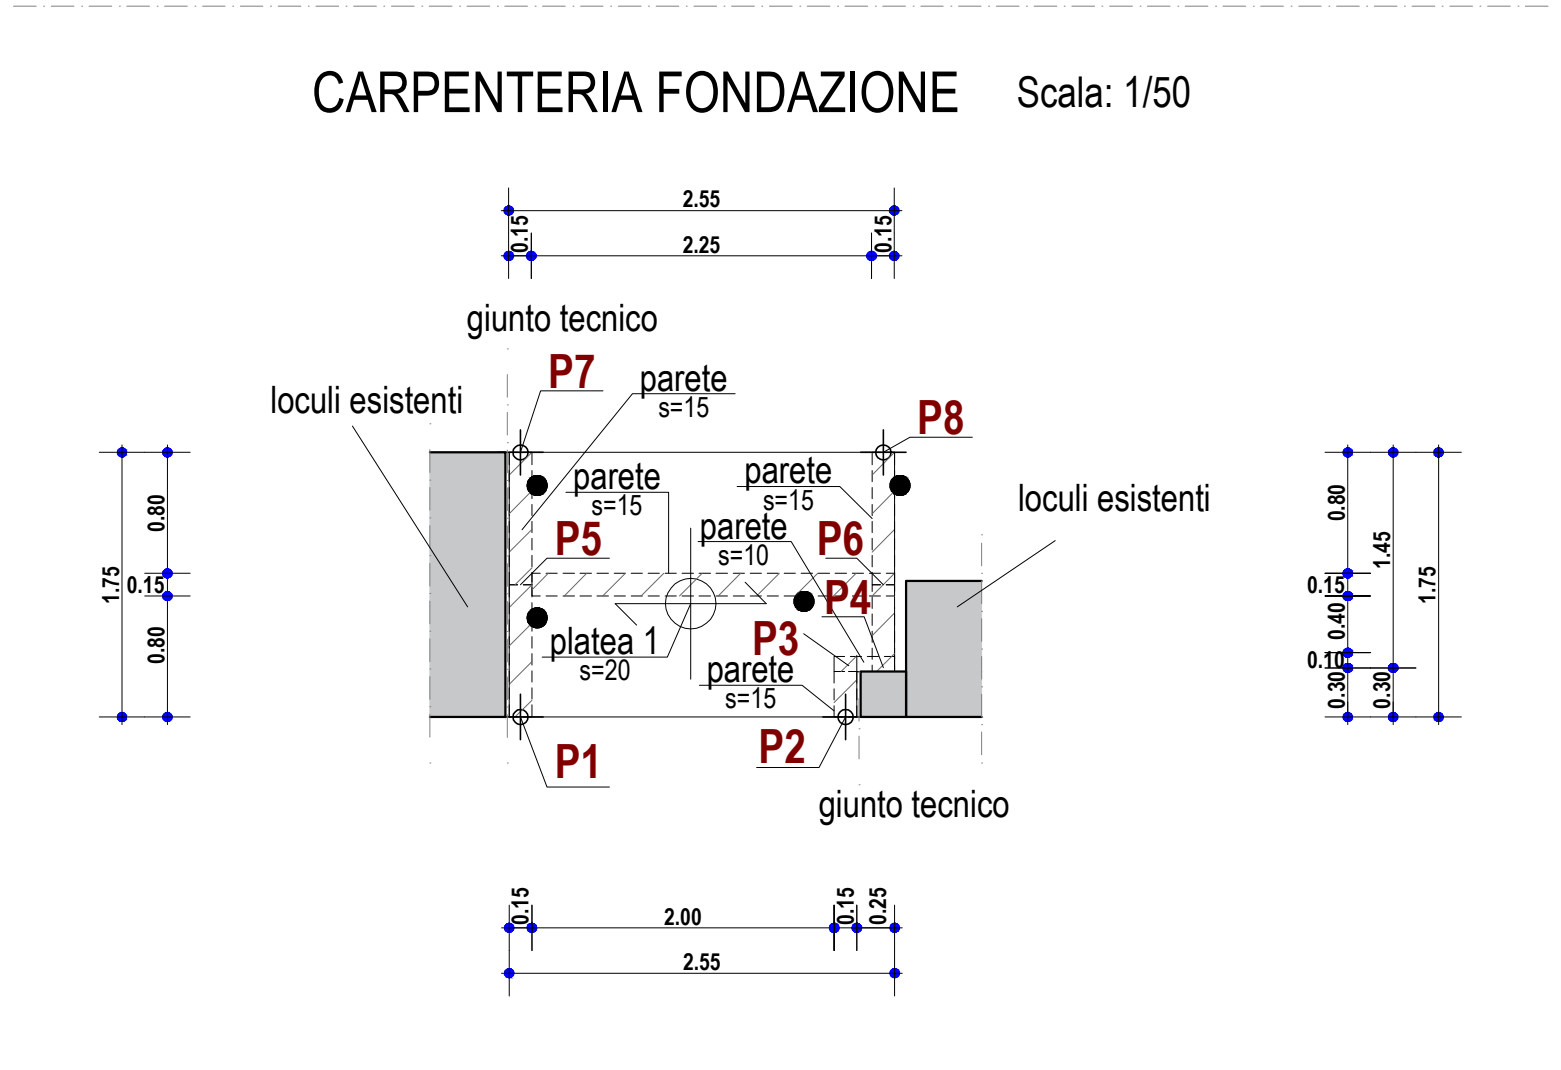 CARPENTERIA FONDAZIONE Scala: 1/50
2.55
0.15 2.25 0.15
giunto tecnico
P7 parete
s=15
loculi esistenti
P8
parete
s=15
parete
s=15
loculi esistenti
parete
s=10
P5
P6
P4
P3
platea 1
s=20
parete
s=15
P1
P2
giunto tecnico
1.75
0.80
0.15
0.80
0.80
0.15
0.40
0.10
0.30
1.45
0.30
1.75
0.15 2.00 0.15 0.25
2.55